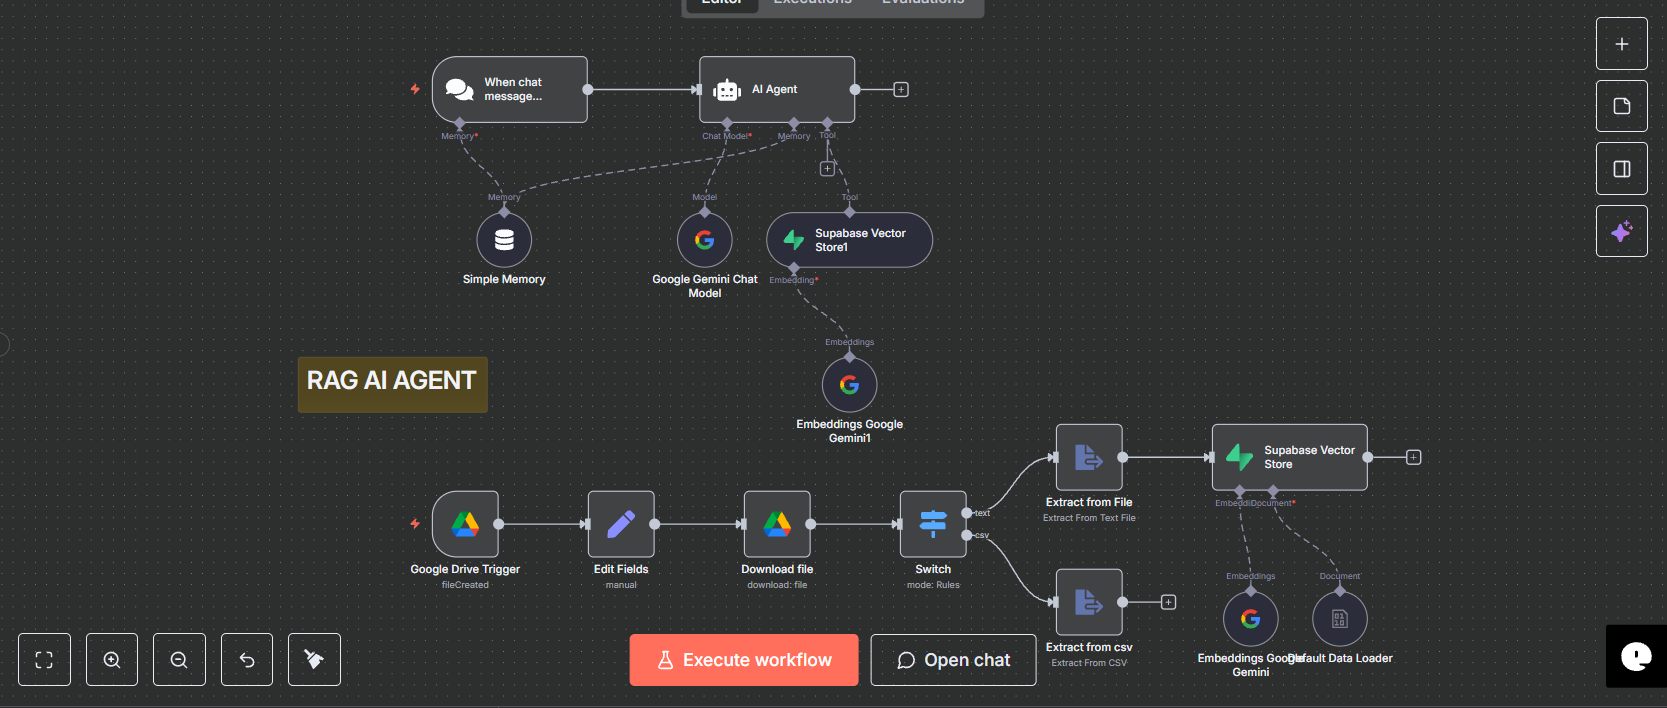 Editor Executions Evaluations
When chat
message...
AI Agent
Memory*
Chat Model*
Memory
Tool
Memory
Model
Tool
Simple Memory
Google Gemini Chat
Model
Supabase Vector
Store1
Embedding*
Embeddings
Embeddings Google
Gemini1
RAG AI AGENT
Google Drive Trigger
fileCreated
Edit Fields
manual
Download file
download: file
Switch
mode: Rules
text
csv
Extract from File
Extract From Text File
Extract from csv
Extract From CSV
Supabase Vector
Store
Document*
Embeddings
Document
Embeddings Google
Gemini
Default Data Loader
Execute workflow
Open chat